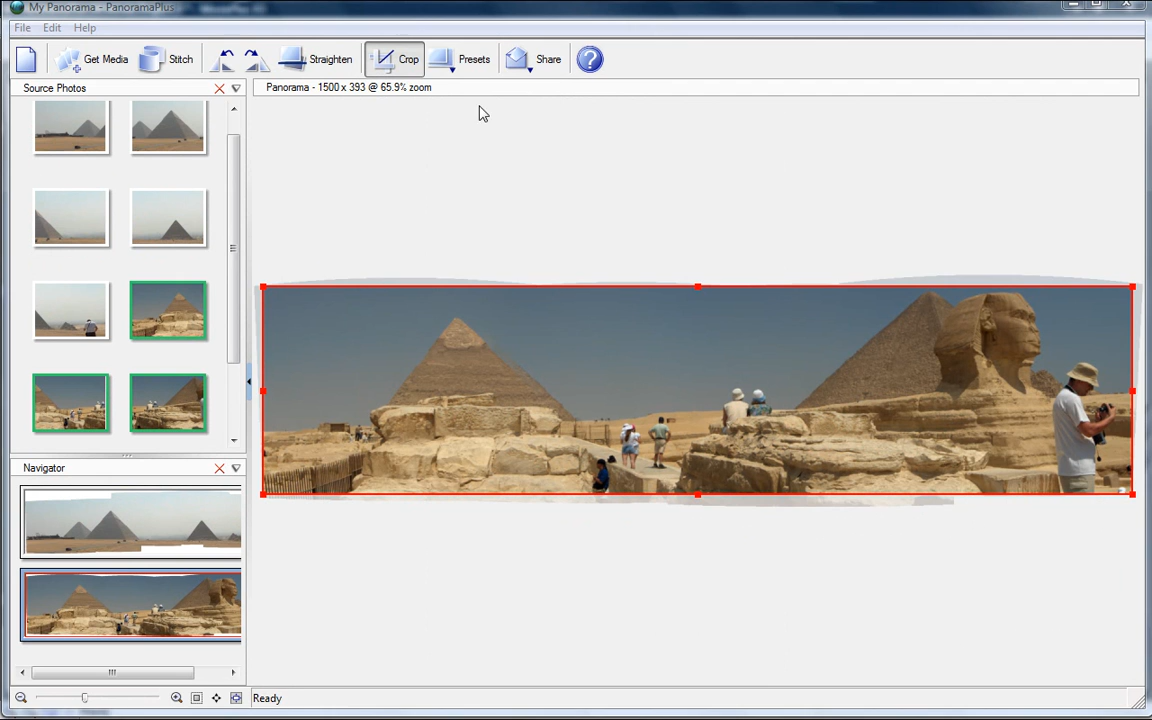 My Panorama - PanoramaPlus
File Edit Help
Get Media Stitch Straighten Crop Presets Share
Source Photos
Panorama - 1500 x 393 @ 65.9% zoom
Navigator
Ready